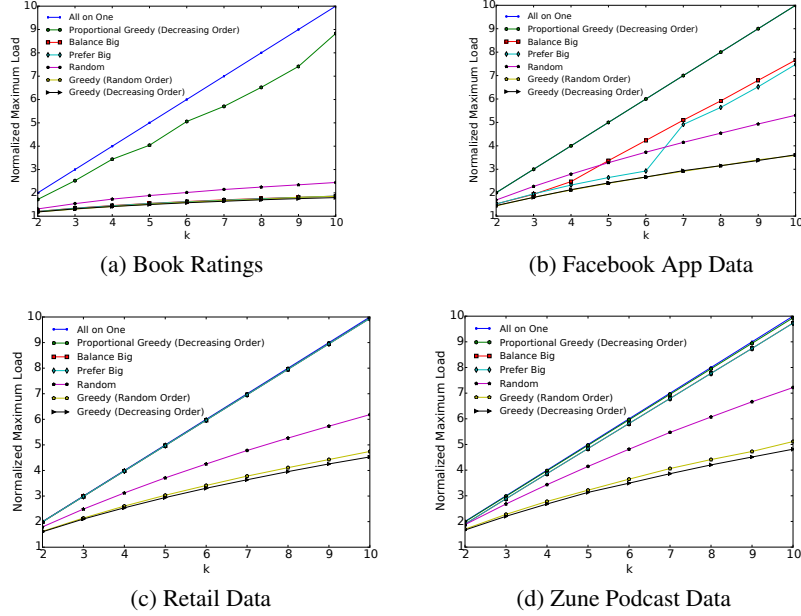 10
9
8
7
6
5
4
3
2
1
Normalized Maximum Load
All on One
Proportional Greedy (Decreasing Order)
Balance Big
Prefer Big
Random
Greedy (Random Order)
Greedy (Decreasing Order)
2 3 4 5 6 7 8 9 10
k
(a) Book Ratings
10
9
8
7
6
5
4
3
2
1
Normalized Maximum Load
All on One
Proportional Greedy (Decreasing Order)
Balance Big
Prefer Big
Random
Greedy (Random Order)
Greedy (Decreasing Order)
2 3 4 5 6 7 8 9 10
k
(b) Facebook App Data
10
9
8
7
6
5
4
3
2
1
Normalized Maximum Load
All on One
Proportional Greedy (Decreasing Order)
Balance Big
Prefer Big
Random
Greedy (Random Order)
Greedy (Decreasing Order)
2 3 4 5 6 7 8 9 10
k
(c) Retail Data
10
9
8
7
6
5
4
3
2
1
Normalized Maximum Load
All on One
Proportional Greedy (Decreasing Order)
Balance Big
Prefer Big
Random
Greedy (Random Order)
Greedy (Decreasing Order)
2 3 4 5 6 7 8 9 10
k
(d) Zune Podcast Data